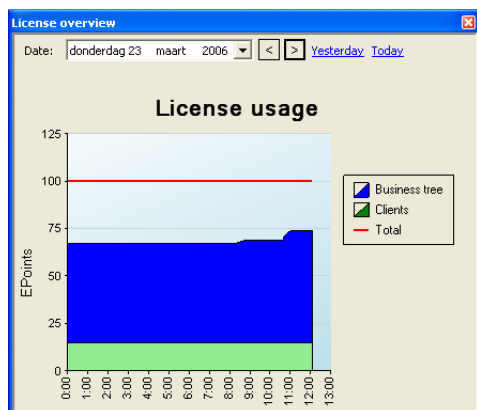 License overview
Date: donderdag 23 maart 2006 < > Yesterday Today
License usage
125
100
75
50
25
0
EPoints
Business tree
Clients
Total
0:00 1:00 2:00 3:00 4:00 5:00 6:00 7:00 8:00 9:00 10:00 11:00 12:00 13:00